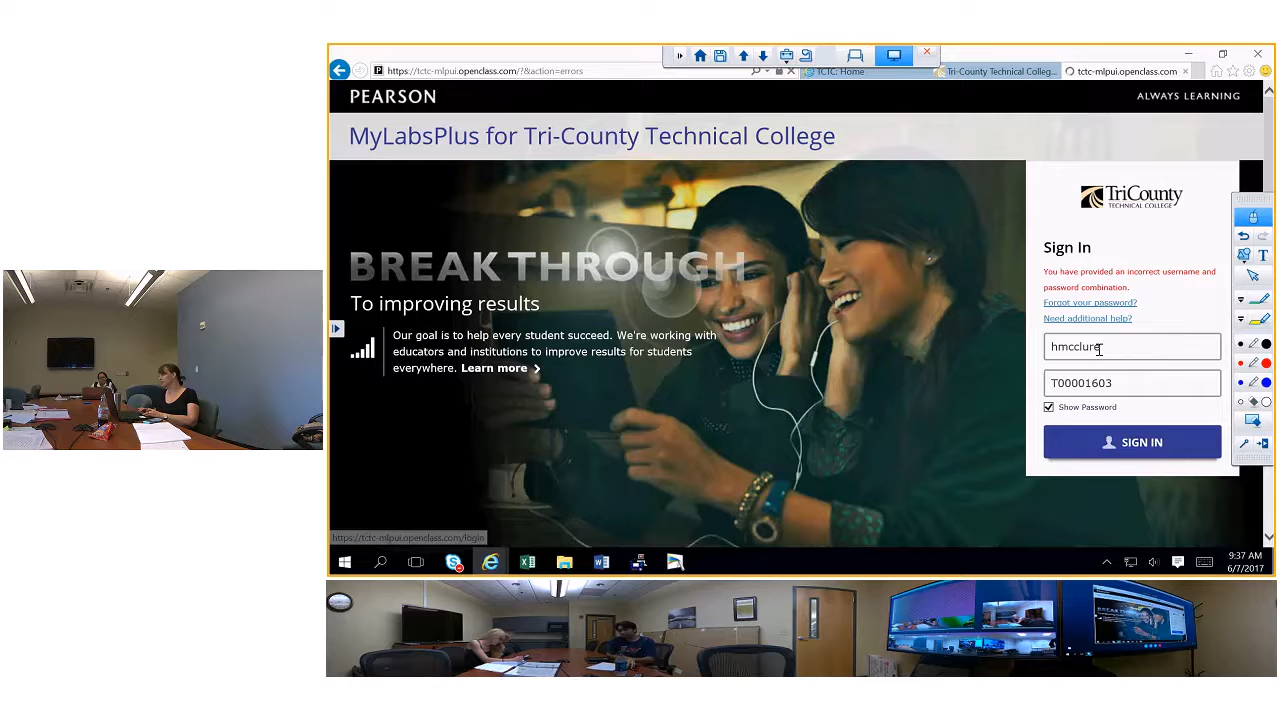 https://tctc-mlpui.openclass.com/?&action=errors
TCTC: Home
Tri-County Technical Colleg...
tctc-mlpui.openclass.com
PEARSON
ALWAYS LEARNING
MyLabsPlus for Tri-County Technical College
TriCounty
TECHNICAL COLLEGE
BREAKTHROUGH
To improving results
Our goal is to help every student succeed. We're working with
educators and institutions to improve results for students
everywhere. Learn more
Sign In
You have provided an incorrect username and
password combination.
Forgot your password?
Need additional help?
hmcclure
T00001603
Show Password
SIGN IN
https://tctc-mlpui.openclass.com/login
9:37 AM
6/7/2017